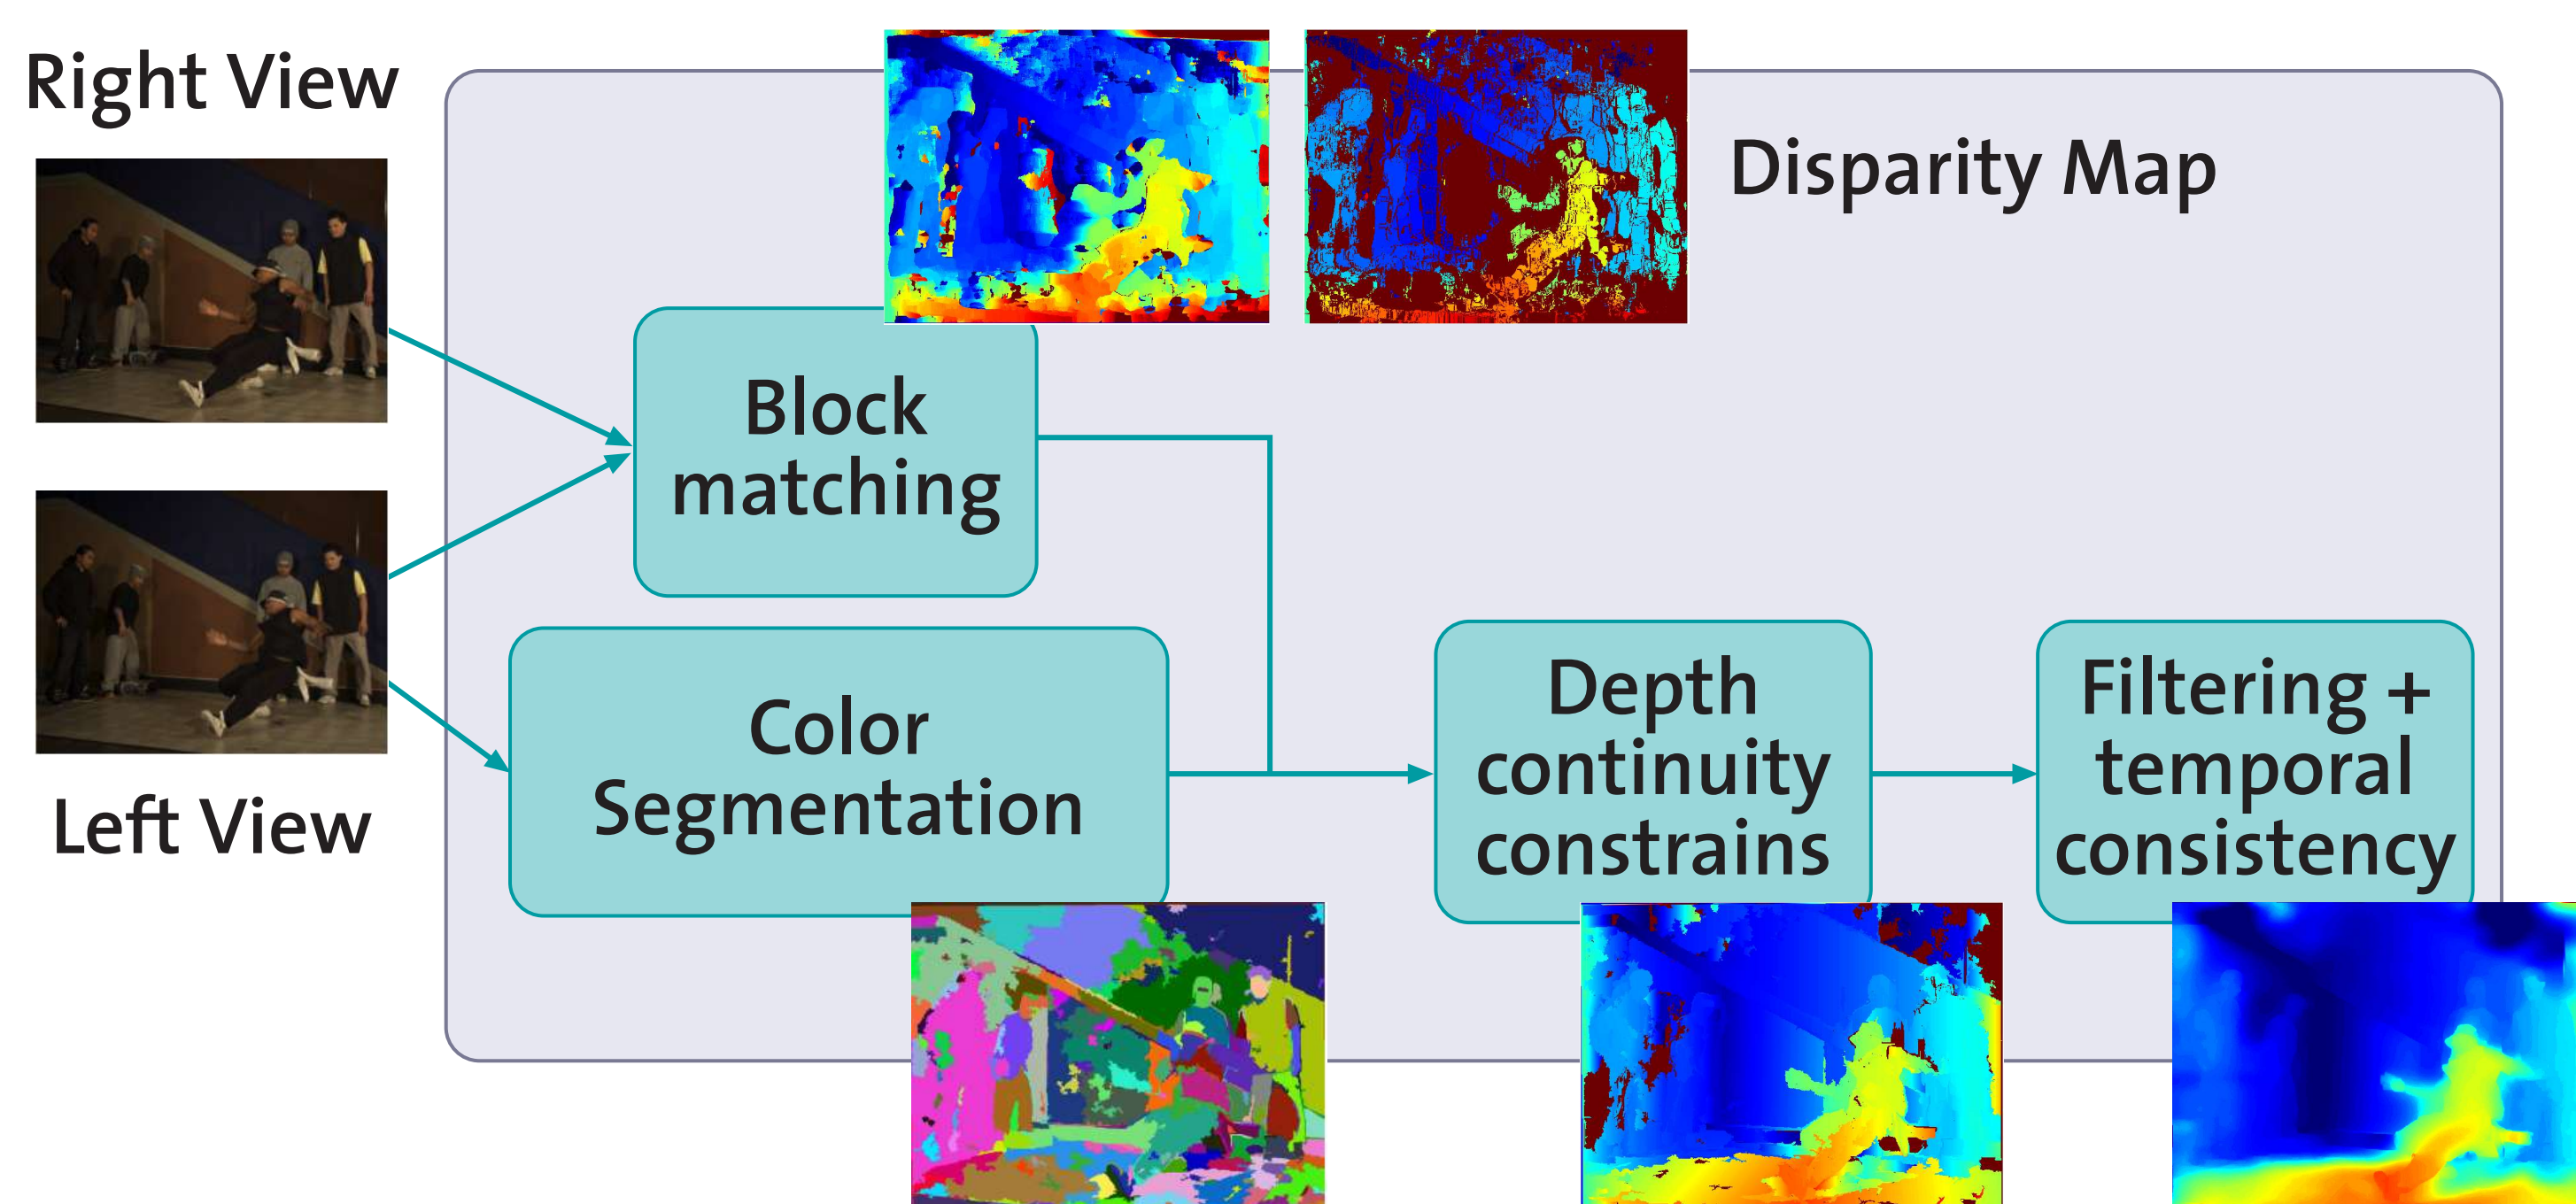 Right View
Disparity Map
Block
matching
Left View
Color
Segmentation
Depth
continuity
constrains
Filtering +
temporal
consistency